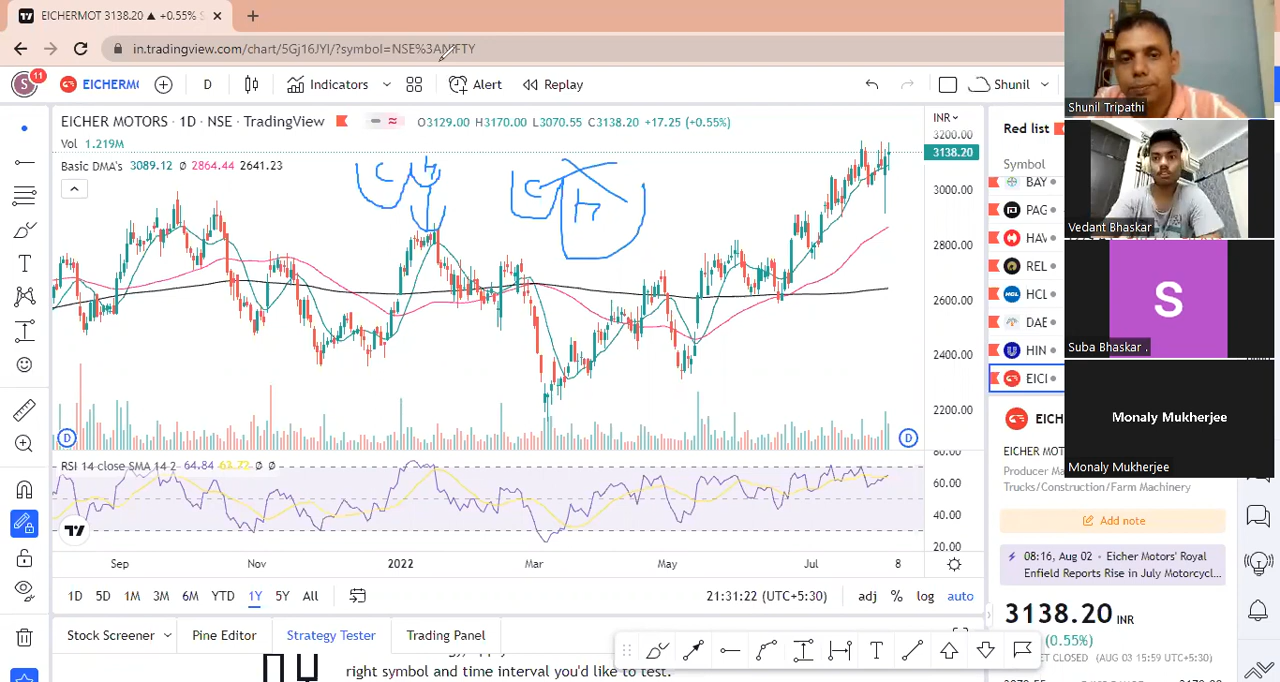 EICHERMOT 3138.20 ▲ +0.55%
in.tradingview.com/chart/5Gj16JYI/?symbol=NSE%3ANIFTY
S 11 EICHERM D Indicators Alert Replay Shunil
EICHER MOTORS · 1D · NSE · TradingView O3129.00 H3170.00 L3070.55 C3138.20 +17.25 (+0.55%)
Vol 1.219M
Basic DMA's 3089.12 Ø 2864.44 2641.23
C h
C h
INR
3200.00
3138.20
3000.00
2800.00
2600.00
2400.00
2200.00
D D
RSI 14 close SMA 14 2 64.84 63.72 Ø Ø
80.00
60.00
40.00
20.00
Sep Nov 2022 Mar May Jul 8
1D 5D 1M 3M 6M YTD 1Y 5Y All 21:31:22 (UTC+5:30) adj % log auto
Stock Screener Pine Editor Strategy Tester Trading Panel
right symbol and time interval you'd like to test.
Red list
Symbol
BAY
PAG
HAV
REL
HCL HCL
DAE
HIN
EICI
EICH
EICHER MOT
Producer Ma
Trucks/Construction/Farm Machinery
Add note
08:16, Aug 02 · Eicher Motors' Royal
Enfield Reports Rise in July Motorcycl...
3138.20 INR
(0.55%)
ET CLOSED (AUG 03 15:59 UTC+5:30)
Shunil Tripathi
Vedant Bhaskar
S
Suba Bhaskar .
Monaly Mukherjee
Monaly Mukherjee